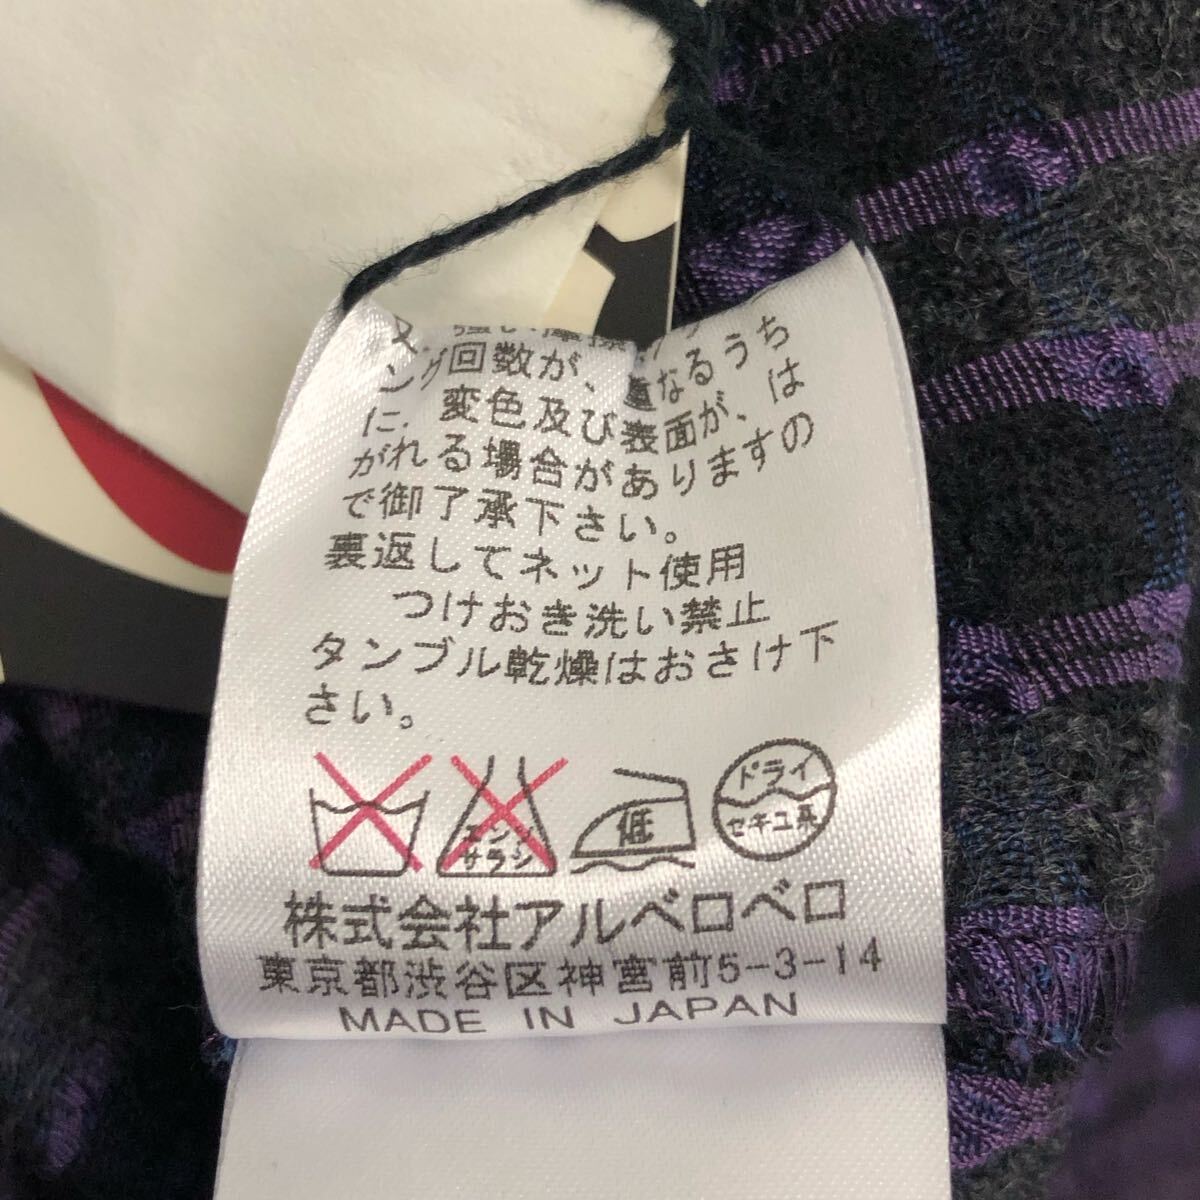 ング回数が、重なるうち
に、変色及び表面が、は
がれる場合がありますの
で御了承下さい。
裏返してネット使用
つけおき洗い禁止
タンブル乾燥はおさけ下
さい。
エンソ
サラシ
低
ドライ
セキユ系
株式会社アルベロベロ
東京都渋谷区神宮前5-3-14
MADE IN JAPAN